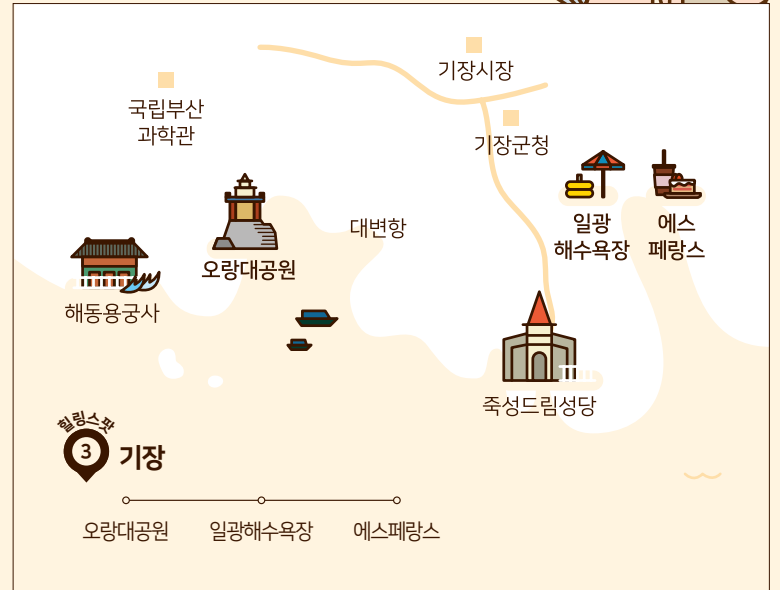 기장시장
국립부산
과학관
기장군청
일광
해수욕장
에스
페랑스
대변항
오랑대공원
해동용궁사
죽성드림성당
힐링스팟
3
기장
오랑대공원
일광해수욕장
에스페랑스